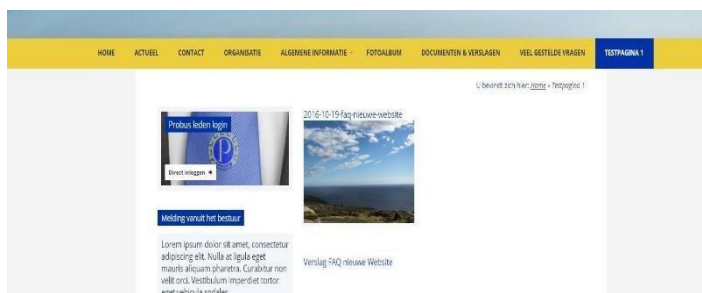 HOME ACTUEEL CONTACT ORGANISATIE ALGEMENE INFORMATIE FOTOALBUM DOCUMENTEN & VERSLAGEN VEEL GESTELDE VRAGEN TESTPAGINA 1
U bevindt zich hier: Home » Testpagina 1
Probus leden login
P
Direct inloggen
Melding vanuit het bestuur
Lorem ipsum dolor sit amet, consectetur
adipiscing elit. Nulla at ligula eget
mauris aliquam pharetra. Curabitur non
velit orci. Vestibulum imperdiet tortor
eget vehicula sodales
2016-10-19-faq-nieuwe-website
Verslag FAQ nieuwe Website